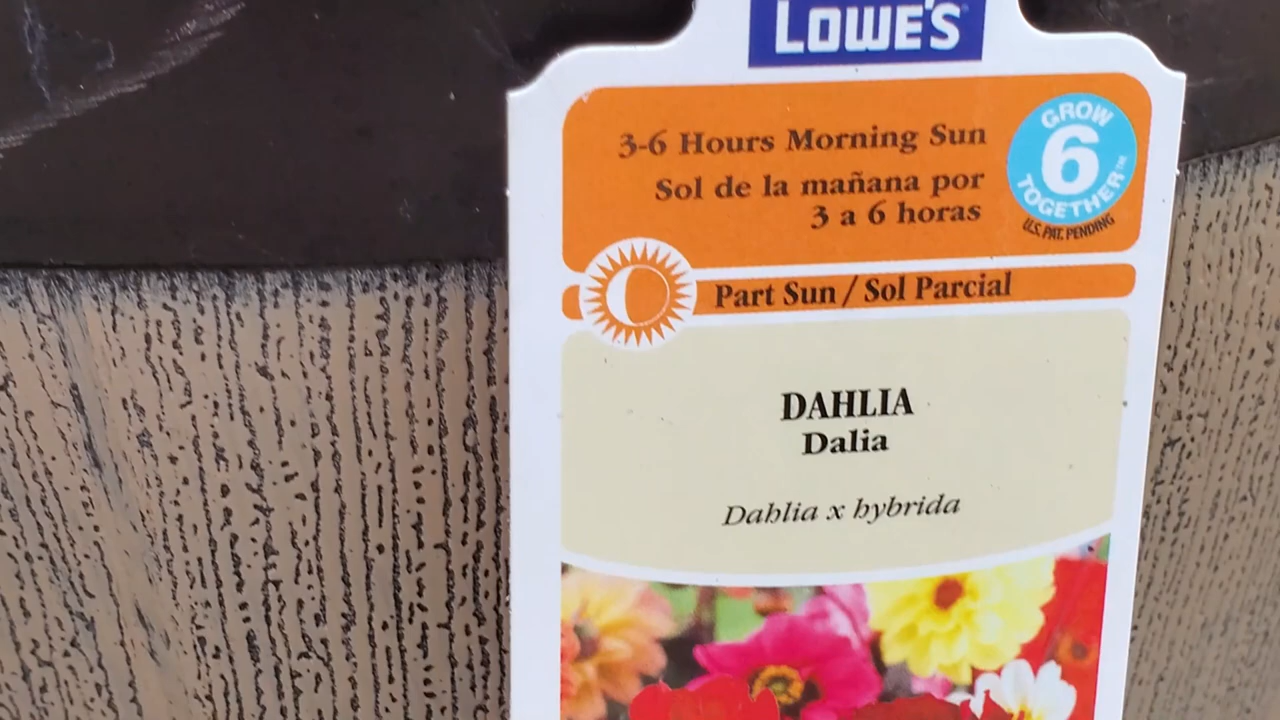 LOWE'S
3-6 Hours Morning Sun
Sol de la mañana por
3 a 6 horas
GROW
6
TOGETHER™
U.S. PAT. PENDING
Part Sun / Sol Parcial
DAHLIA
Dalia
Dahlia x hybrida